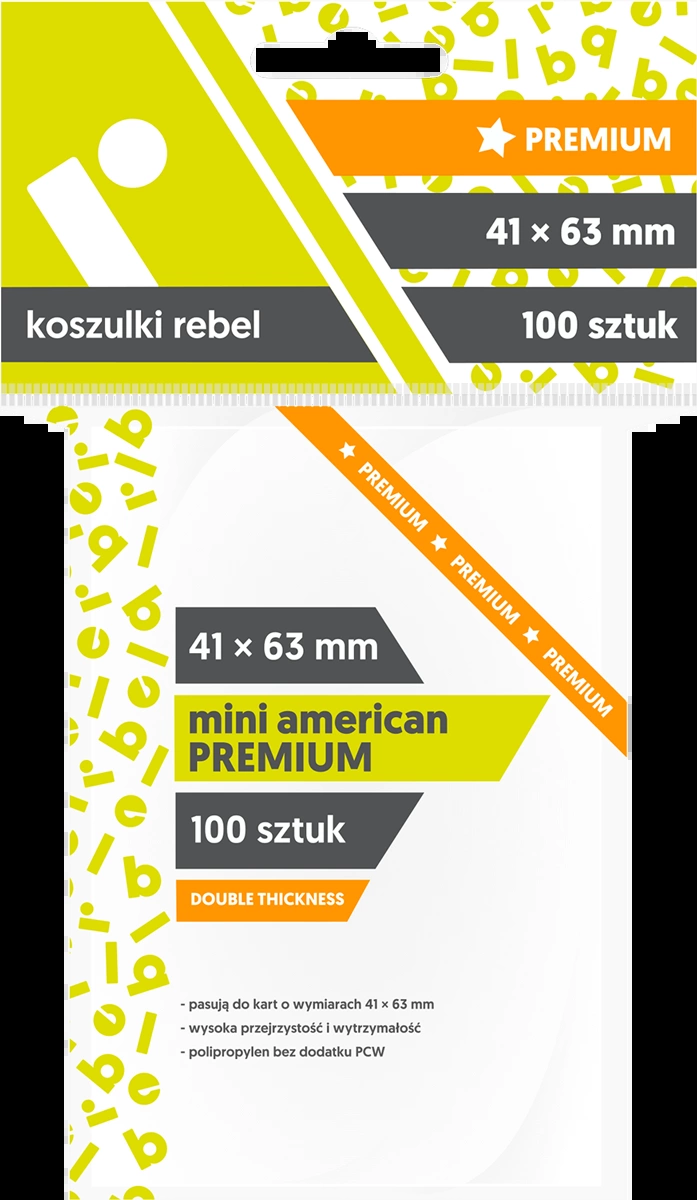 PREMIUM
41 × 63 mm
koszulki rebel
100 sztuk
PREMIUM PREMIUM PREMIUM
41 × 63 mm
mini american
PREMIUM
100 sztuk
DOUBLE THICKNESS
- pasują do kart o wymiarach 41 × 63 mm
- wysoka przejrzystość i wytrzymałość
- polipropylen bez dodatku PCW